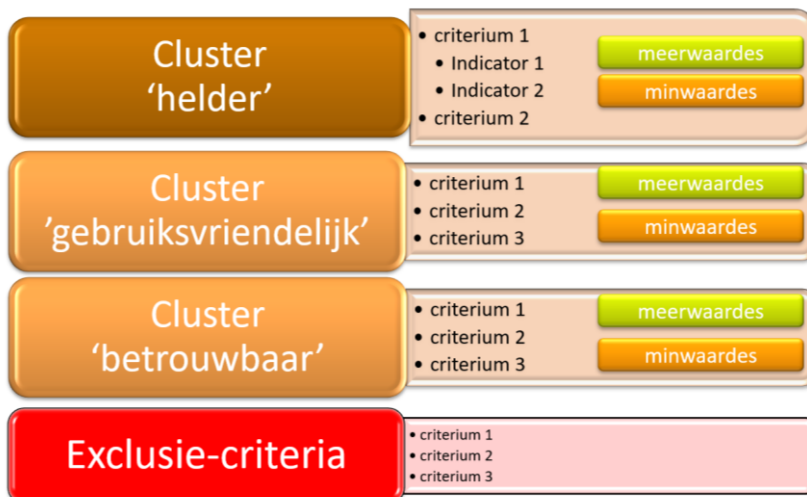 Cluster
‘helder’
• criterium 1
• Indicator 1
• Indicator 2
• criterium 2
meerwaardes
minwaardes
Cluster
’gebruiksvriendelijk’
• criterium 1
• criterium 2
• criterium 3
meerwaardes
minwaardes
Cluster
‘betrouwbaar’
• criterium 1
• criterium 2
• criterium 3
meerwaardes
minwaardes
Exclusie-criteria
• criterium 1
• criterium 2
• criterium 3